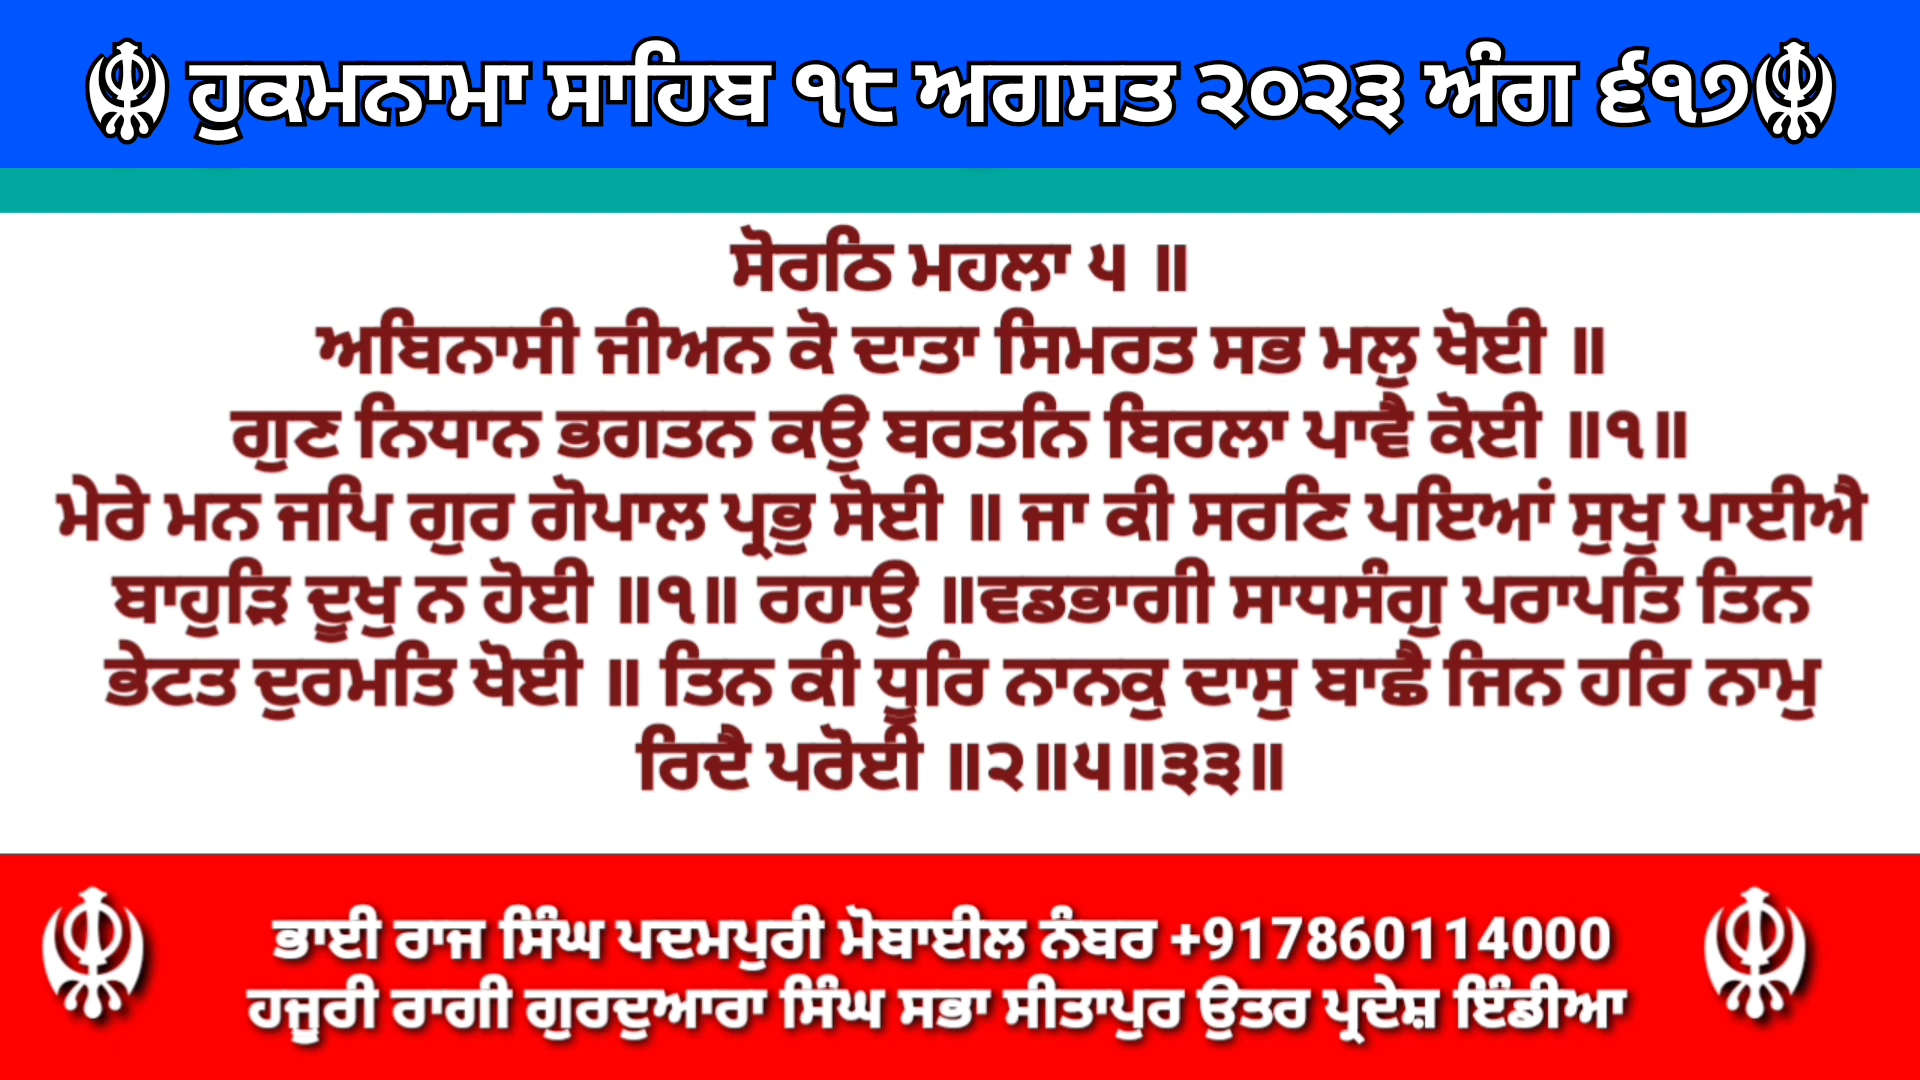 ਹੁਕਮਨਾਮਾ ਸਾਹਿਬ ੧੮ ਅਗਸਤ ੨੦੨੩ ਅੰਗ ੬੧੭
ਸੋਰਠਿ ਮਹਲਾ ੫ ॥
ਅਬਿਨਾਸੀ ਜੀਅਨ ਕੋ ਦਾਤਾ ਸਿਮਰਤ ਸਭ ਮਲੁ ਖੋਈ ॥
ਗੁਣ ਨਿਧਾਨ ਭਗਤਨ ਕਉ ਬਰਤਨਿ ਬਿਰਲਾ ਪਾਵੈ ਕੋਈ ॥੧॥
ਮੇਰੇ ਮਨ ਜਪਿ ਗੁਰ ਗੋਪਾਲ ਪ੍ਰਭੁ ਸੋਈ ॥ ਜਾ ਕੀ ਸਰਣਿ ਪਇਆਂ ਸੁਖੁ ਪਾਈਐ
ਬਾਹੁੜਿ ਦੂਖੁ ਨ ਹੋਈ ॥੧॥ ਰਹਾਉ ॥ਵਡਭਾਗੀ ਸਾਧਸੰਗੁ ਪਰਾਪਤਿ ਤਿਨ
ਭੇਟਤ ਦੁਰਮਤਿ ਖੋਈ ॥ ਤਿਨ ਕੀ ਧੂਰਿ ਨਾਨਕੁ ਦਾਸੁ ਬਾਛੈ ਜਿਨ ਹਰਿ ਨਾਮੁ
ਰਿਦੈ ਪਰੋਈ ॥੨॥੫॥੩੩॥
ਭਾਈ ਰਾਜ ਸਿੰਘ ਪਦਮਪੁਰੀ ਮੋਬਾਈਲ ਨੰਬਰ +917860114000
ਹਜੂਰੀ ਰਾਗੀ ਗੁਰਦੁਆਰਾ ਸਿੰਘ ਸਭਾ ਸੀਤਾਪੁਰ ਉਤਰ ਪ੍ਰਦੇਸ਼ ਇੰਡੀਆ